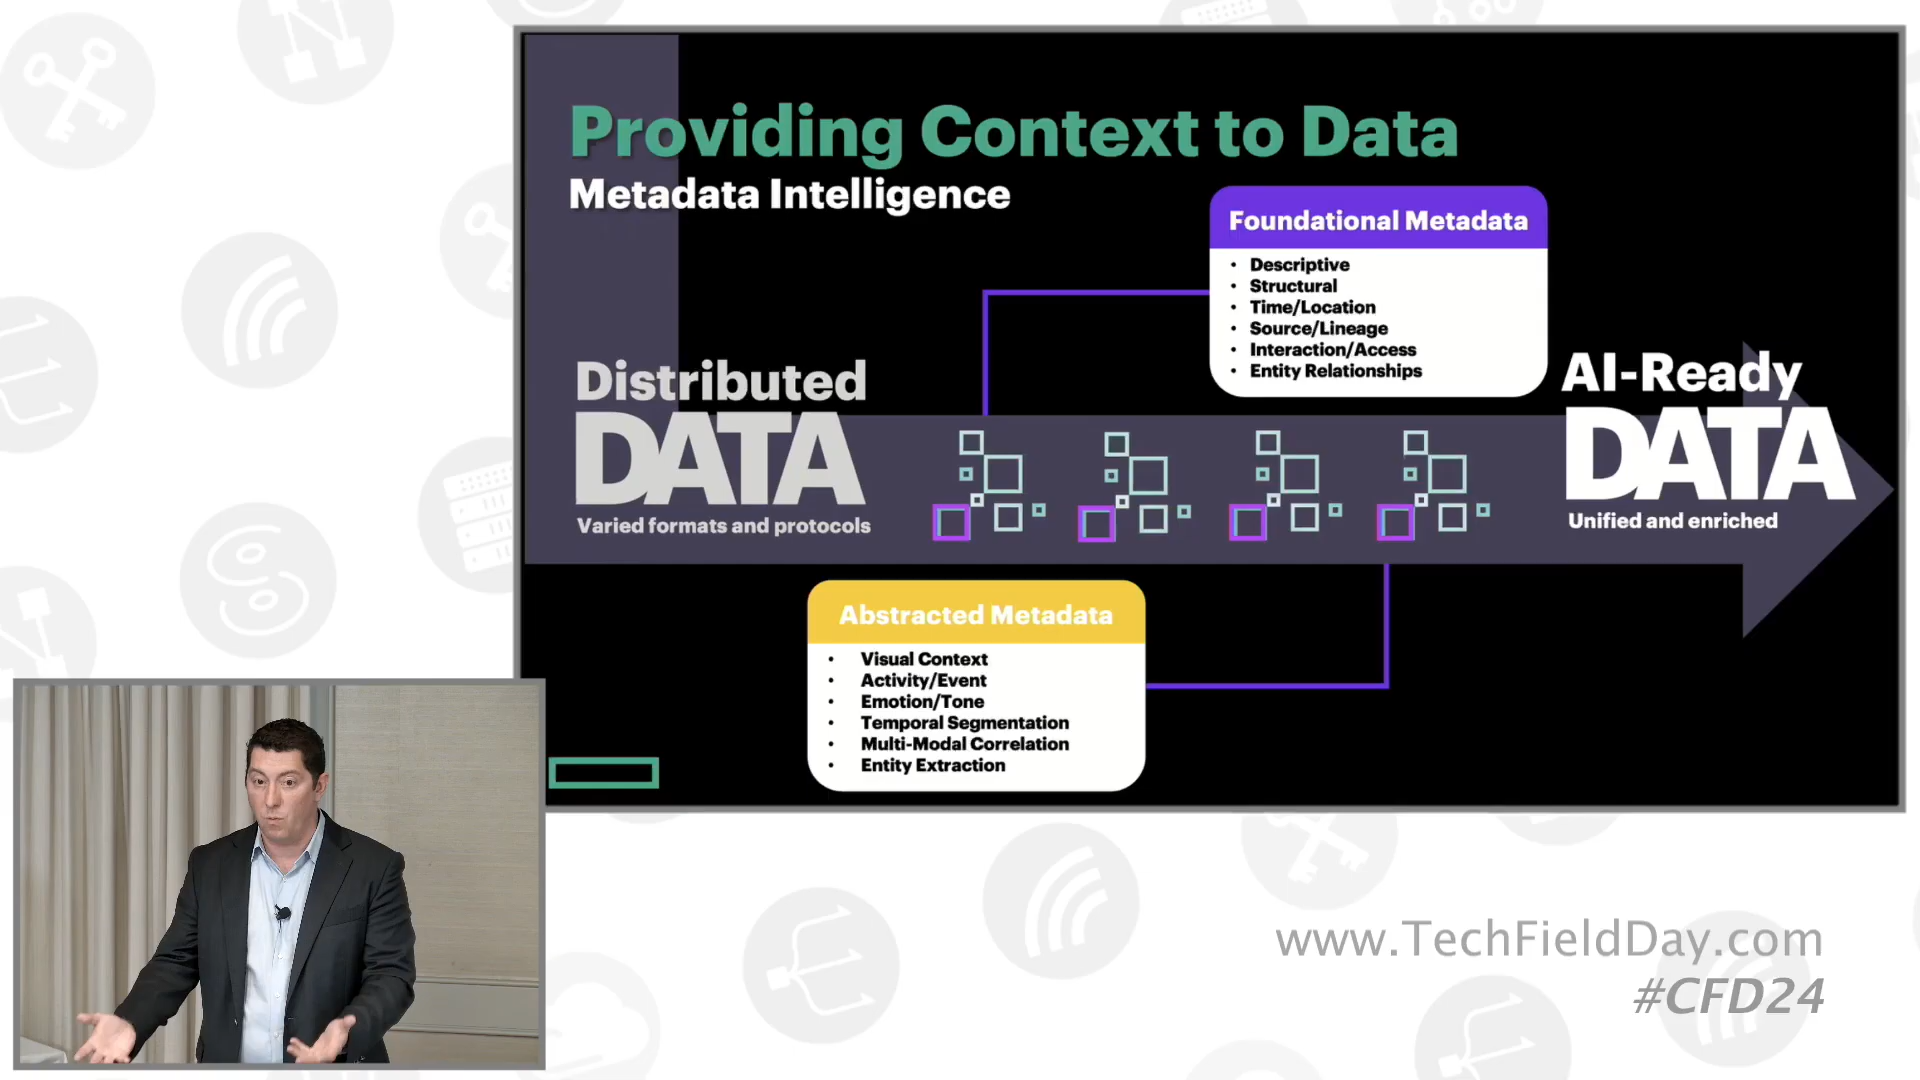 Providing Context to Data
Metadata Intelligence
Foundational Metadata
• Descriptive
• Structural
• Time/Location
• Source/Lineage
• Interaction/Access
• Entity Relationships
Distributed
DATA
Varied formats and protocols
AI-Ready
DATA
Unified and enriched
Abstracted Metadata
• Visual Context
• Activity/Event
• Emotion/Tone
• Temporal Segmentation
• Multi-Modal Correlation
• Entity Extraction
www.TechFieldDay.com
#CFD24